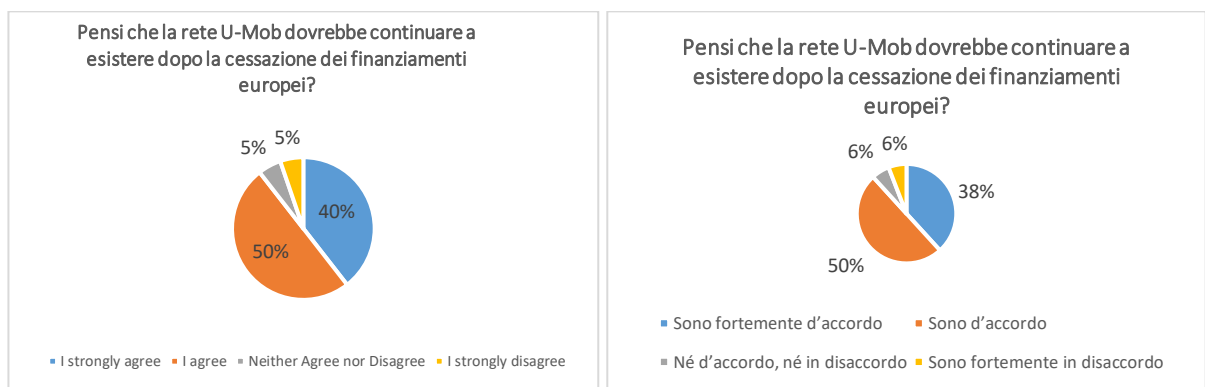 Pensi che la rete U-Mob dovrebbe continuare a
esistere dopo la cessazione dei finanziamenti
europei?
5%
5%
40%
50%
I strongly agree
I agree
Neither Agree nor Disagree
I strongly disagree
Pensi che la rete U-Mob dovrebbe continuare a
esistere dopo la cessazione dei finanziamenti
europei?
6%
6%
38%
50%
Sono fortemente d’accordo
Sono d’accordo
Né d’accordo, né in disaccordo
Sono fortemente in disaccordo